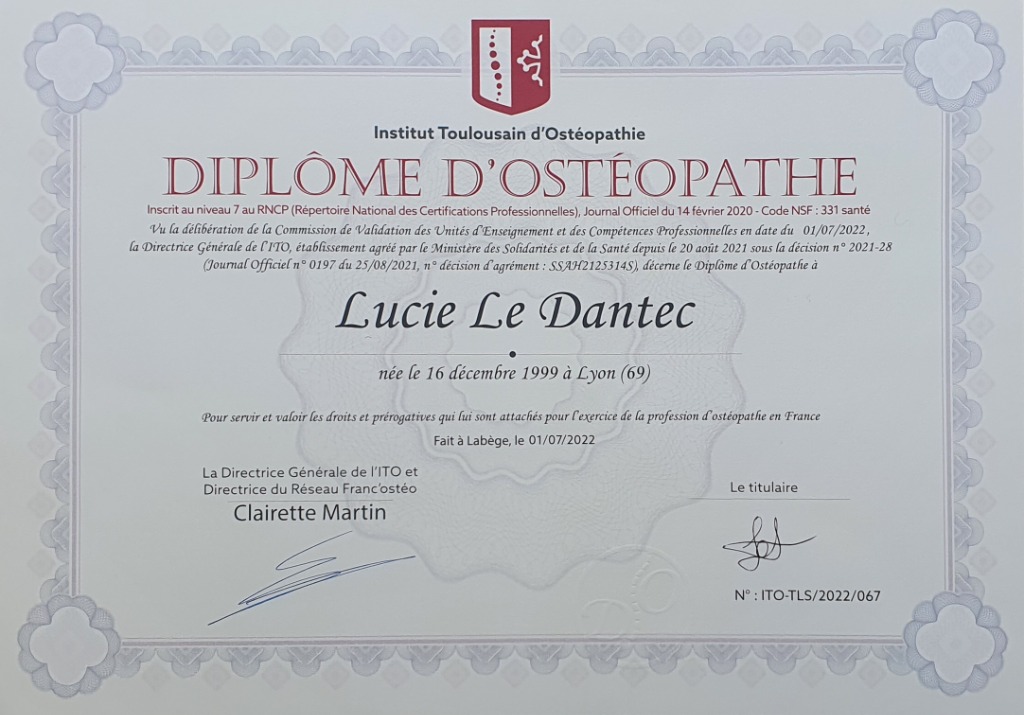 Institut Toulousain d'Ostéopathie
DIPLÔME D'OSTÉOPATHE
Inscrit au niveau 7 au RNCP (Répertoire National des Certifications Professionnelles), Journal Officiel du 14 février 2020 - Code NSF : 331 santé
Vu la délibération de la Commission de Validation des Unités d'Enseignement et des Compétences Professionnelles en date du 01/07/2022,
la Directrice Générale de l'ITO, établissement agréé par le Ministère des Solidarités et de la Santé depuis le 20 août 2021 sous la décision n° 2021-28
(Journal Officiel n° 0197 du 25/08/2021, n° décision d'agrément : SSAH2125314S), décerne le Diplôme d'Ostéopathe à
Lucie Le Dantec
née le 16 décembre 1999 à Lyon (69)
Pour servir et valoir les droits et prérogatives qui lui sont attachés pour l'exercice de la profession d'ostéopathe en France
Fait à Labège, le 01/07/2022
La Directrice Générale de l'ITO et
Directrice du Réseau Franc'ostéo
Clairette Martin
Le titulaire
N° : ITO-TLS/2022/067